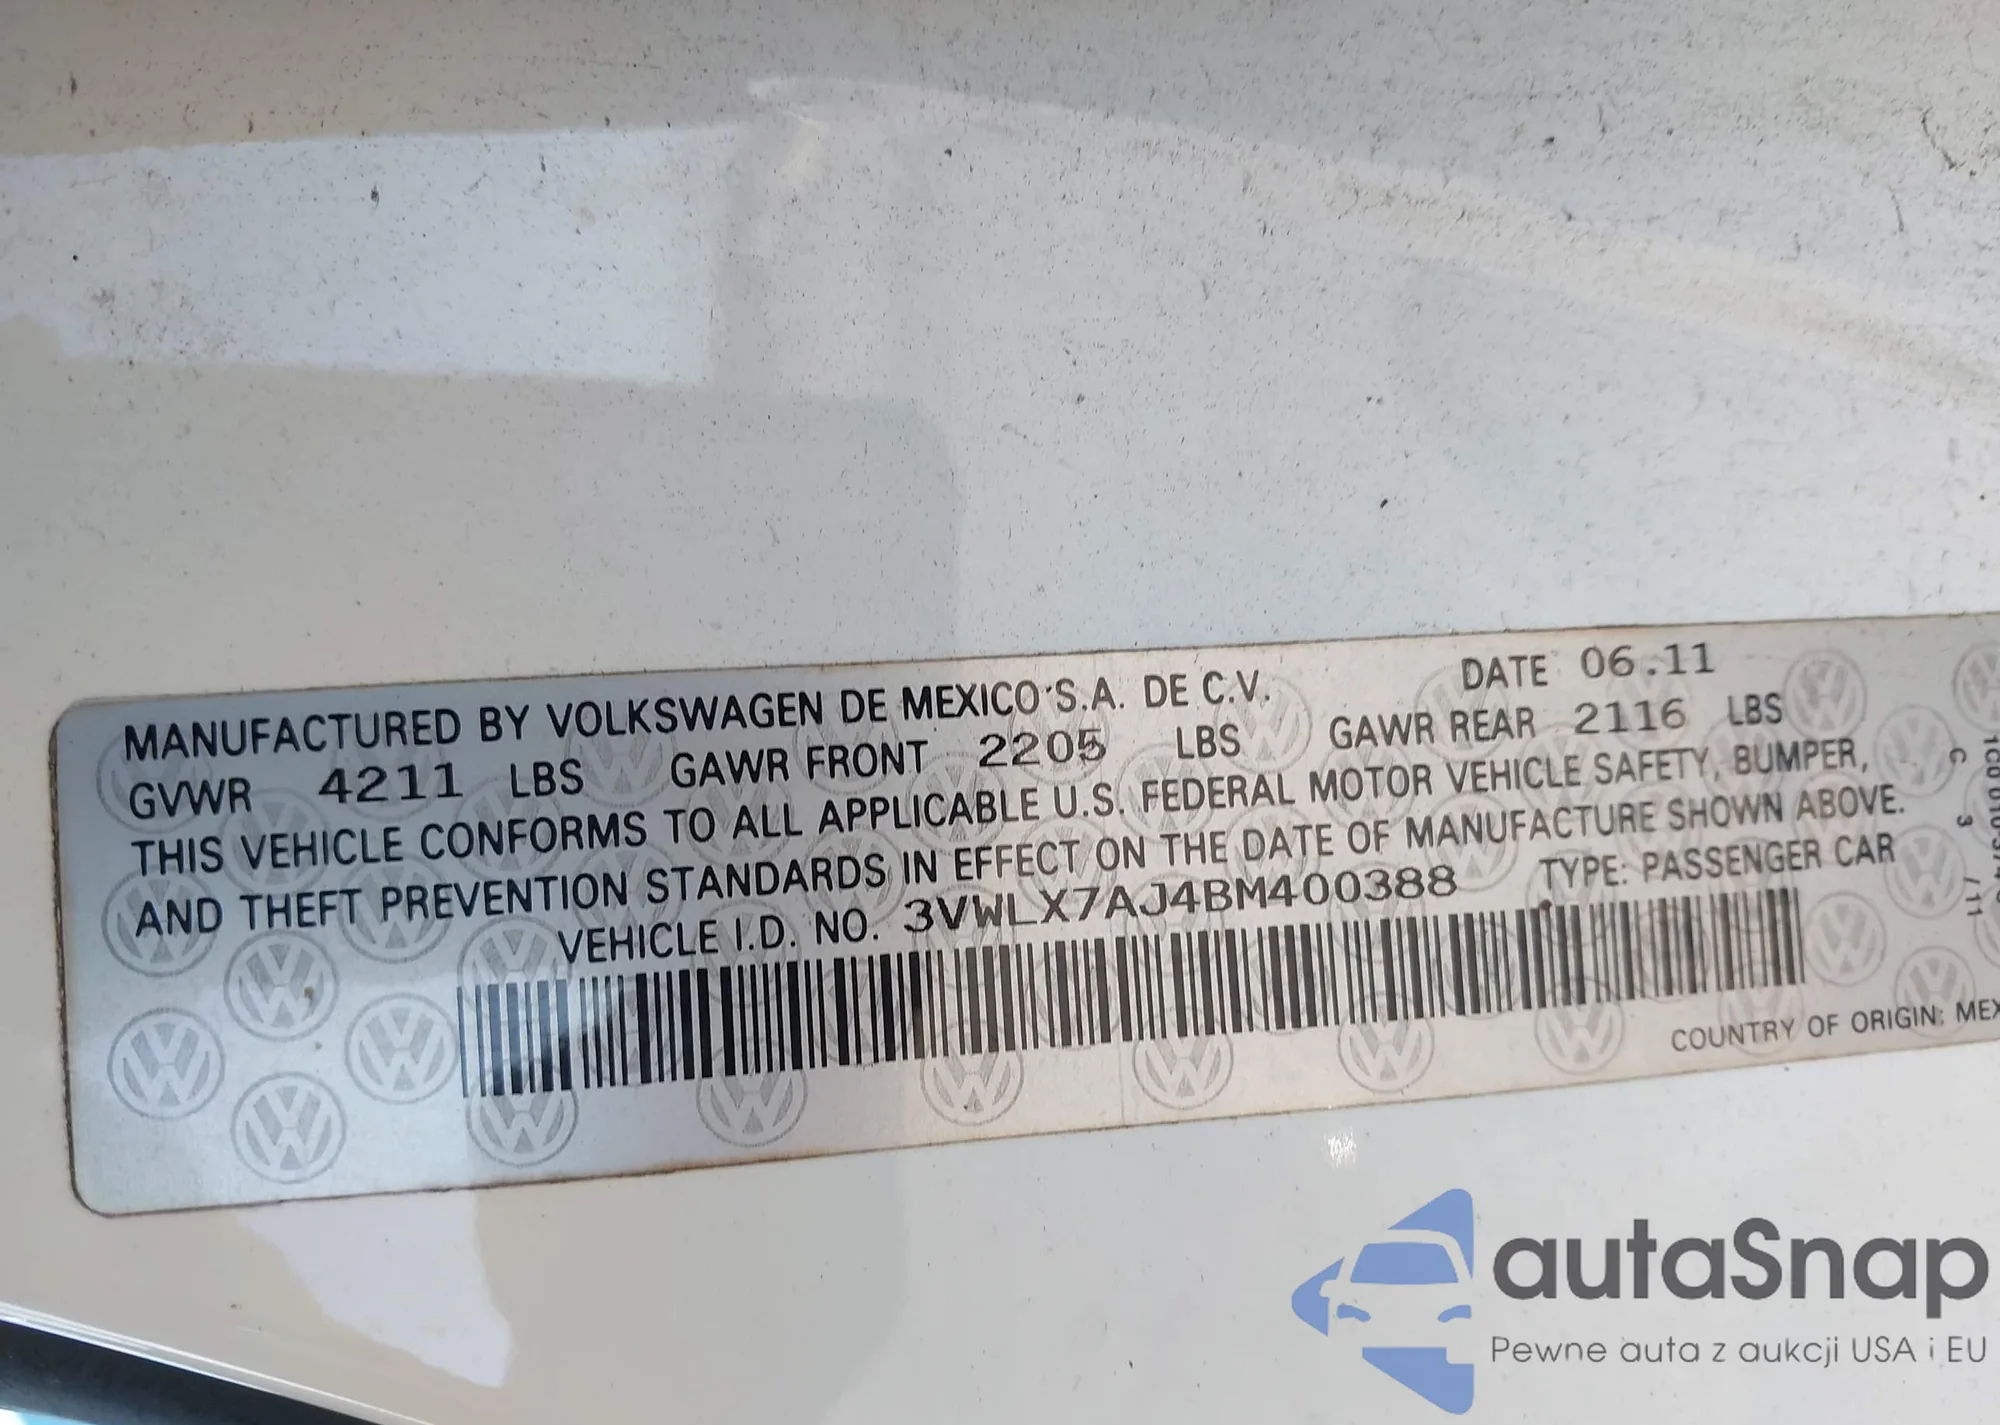 MANUFACTURED BY VOLKSWAGEN DE MEXICO S.A. DE C.V. DATE 06.11
GVWR 4211 LBS GAWR FRONT 2205 LBS GAWR REAR 2116 LBS
THIS VEHICLE CONFORMS TO ALL APPLICABLE U.S. FEDERAL MOTOR VEHICLE SAFETY, BUMPER,
AND THEFT PREVENTION STANDARDS IN EFFECT ON THE DATE OF MANUFACTURE SHOWN ABOVE.
VEHICLE I.D. NO. 3VWLX7AJ4BM400388 TYPE: PASSENGER CAR
COUNTRY OF ORIGIN: MEX
C 3 /11
autaSnap
Pewne auta z aukcji USA i EU